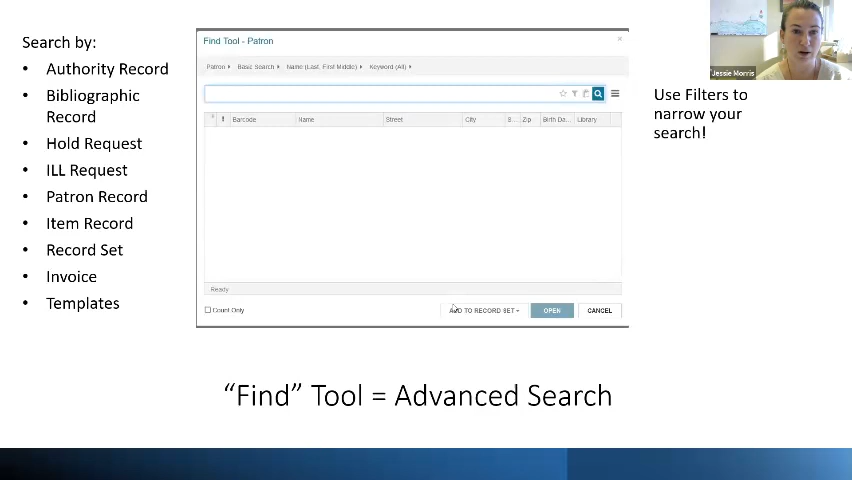 Search by:
• Authority Record
• Bibliographic
Record
• Hold Request
• ILL Request
• Patron Record
• Item Record
• Record Set
• Invoice
• Templates
Find Tool - Patron
Patron Basic Search Name (Last, First Middle) Keyword (All)
Barcode Name Street City S... Zip Birth Da... Library
Ready
Count Only
ADD TO RECORD SET OPEN CANCEL
Jessie Morris
Use Filters to
narrow your
search!
“Find” Tool = Advanced Search